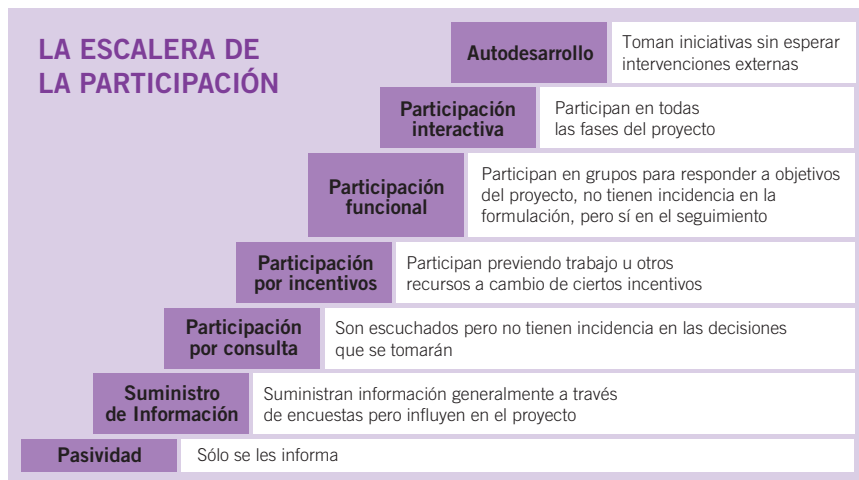 LA ESCALERA DE
LA PARTICIPACIÓN
Autodesarrollo
Toman iniciativas sin esperar
intervenciones externas
Participación
interactiva
Participan en todas
las fases del proyecto
Participación
funcional
Participan en grupos para responder a objetivos
del proyecto, no tienen incidencia en la
formulación, pero sí en el seguimiento
Participación
por incentivos
Participan previendo trabajo u otros
recursos a cambio de ciertos incentivos
Participación
por consulta
Son escuchados pero no tienen incidencia en las decisiones
que se tomarán
Suministro
de Información
Suministran información generalmente a través
de encuestas pero influyen en el proyecto
Pasividad
Sólo se les informa